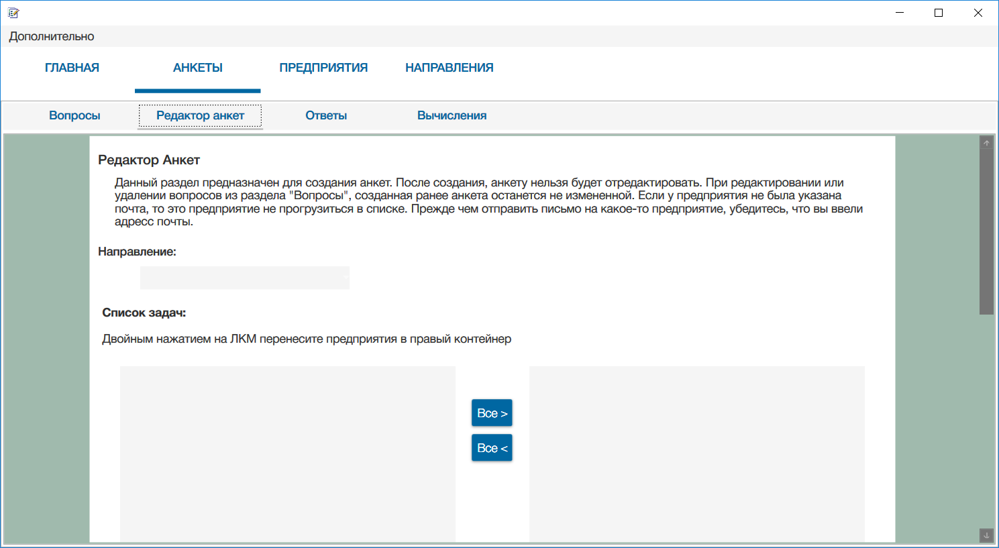 Дополнительно
ГЛАВНАЯ АНКЕТЫ ПРЕДПРИЯТИЯ НАПРАВЛЕНИЯ
Вопросы Редактор анкет Ответы Вычисления
Редактор Анкет
Данный раздел предназначен для создания анкет. После создания, анкету нельзя будет отредактировать. При редактировании или
удалении вопросов из раздела "Вопросы", созданная ранее анкета останется не измененной. Если у предприятия не была указана
почта, то это предприятие не прогрузиться в списке. Прежде чем отправить письмо на какое-то предприятие, убедитесь, что вы ввели
адресс почты.
Направление:
Список задач:
Двойным нажатием на ЛКМ перенесите предприятия в правый контейнер
Все >
Все <